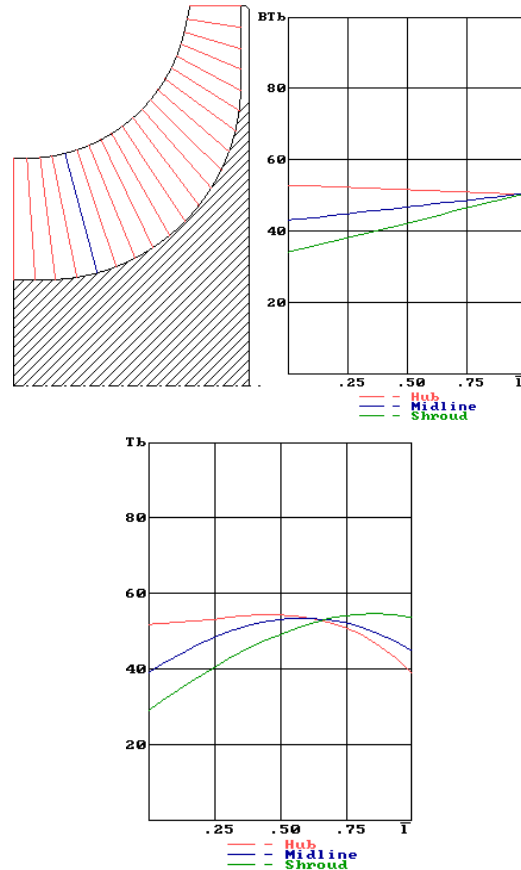 BTb
80
60
40
20
.25 .50 .75 1
— – Hub
— – Midline
— – Shroud
Tb
80
60
40
20
.25 .50 .75 1
— – Hub
— – Midline
— – Shroud